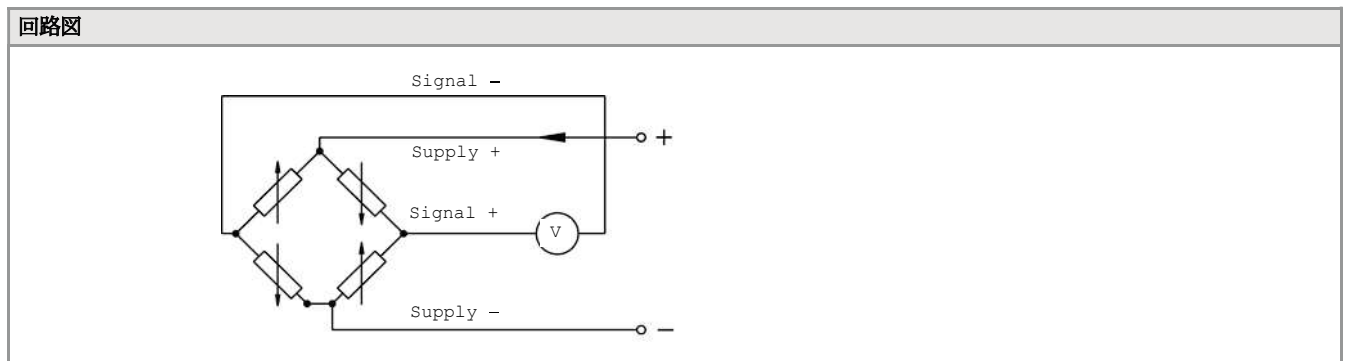 回路図
Signal −
+
Supply +
Signal +
V
Supply −
−